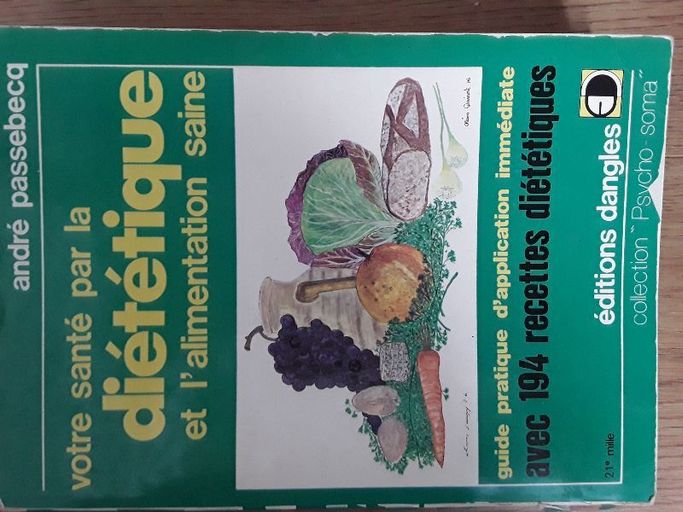 andré passebecq
votre santé par la
diététique
et l'alimentation saine
guide pratique d'application immédiate
avec 194 recettes diététiques
éditions dangles
collection "Psycho-soma"
21e mille